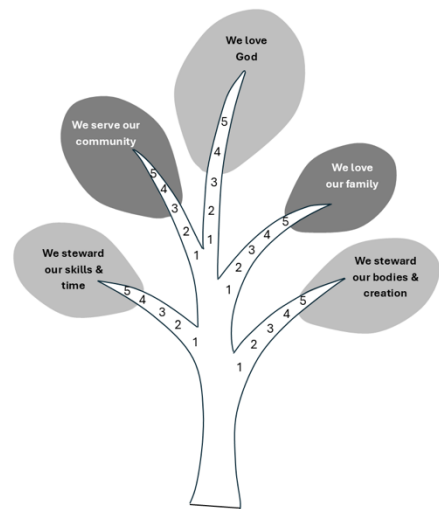 We love
God
We serve our
community
We love
our family
We steward
our skills &
time
We steward
our bodies &
creation
5
4
3
2
1
5
4
3
2
1
5
4
3
2
1
5
4
3
2
1
5
4
3
2
1